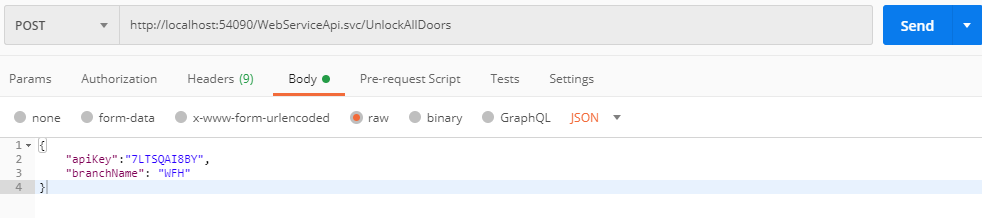 POST http://localhost:54090/WebServiceApi.svc/UnlockAllDoors Send
Params Authorization Headers (9) Body Pre-request Script Tests Settings
none form-data x-www-form-urlencoded raw binary GraphQL JSON
1 {
2 "apiKey":"7LTSQAI8BY",
3 "branchName": "WFH"
4 }